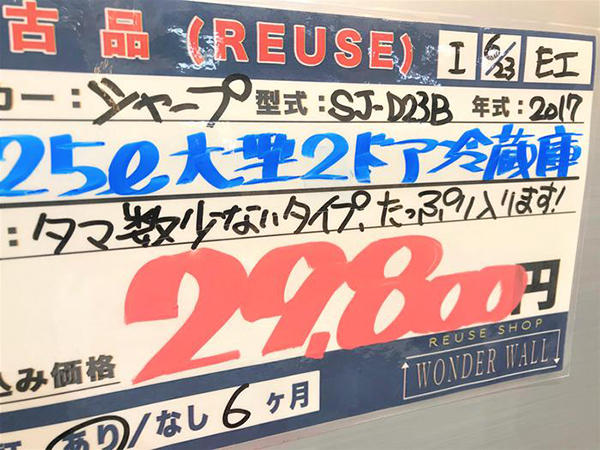 古品 (REUSE) I 6/23 EI
カー：シャープ 型式：SJ-D23B 年式：2017
25ℓ大型2ドア冷蔵庫
：タマ数少ないタイプ、たっぷり入ります！
29,800円
込み価格
REUSE SHOP
WONDER WALL
あり/なし 6ヶ月